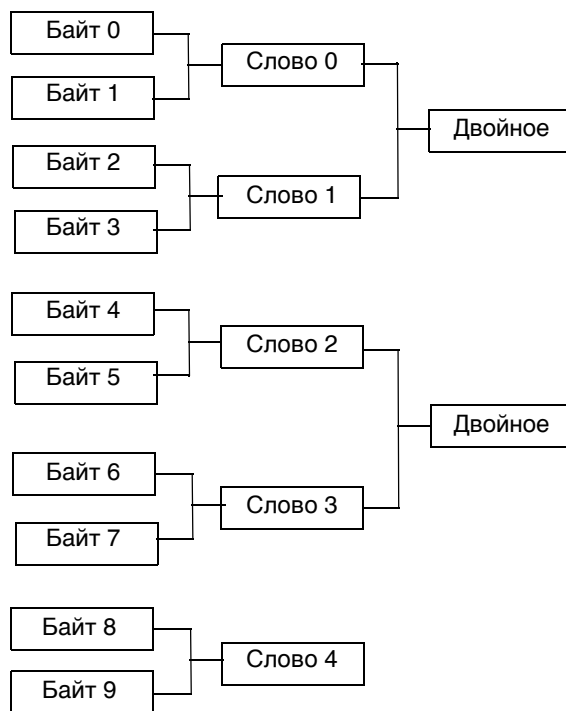 Байт 0
Байт 1
Слово 0
Двойное
Байт 2
Байт 3
Слово 1
Байт 4
Байт 5
Слово 2
Двойное
Байт 6
Байт 7
Слово 3
Байт 8
Байт 9
Слово 4